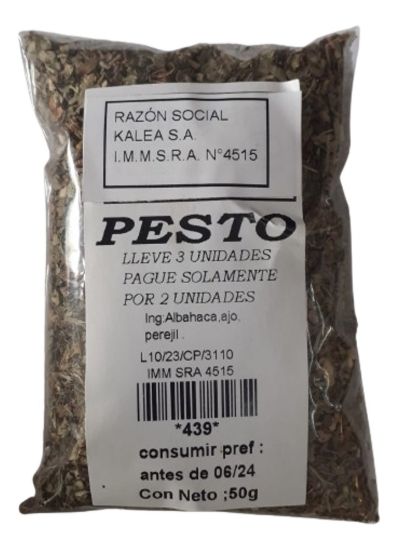 RAZÓN SOCIAL
KALEA S.A.
I.M.M.S.R.A. N°4515
PESTO
LLEVE 3 UNIDADES
PAGUE SOLAMENTE
POR 2 UNIDADES
Ing:Albahaca,ajo,
perejil .
L10/23/CP/3110
IMM SRA 4515
*439*
consumir pref :
antes de 06/24
Con Neto ;50g